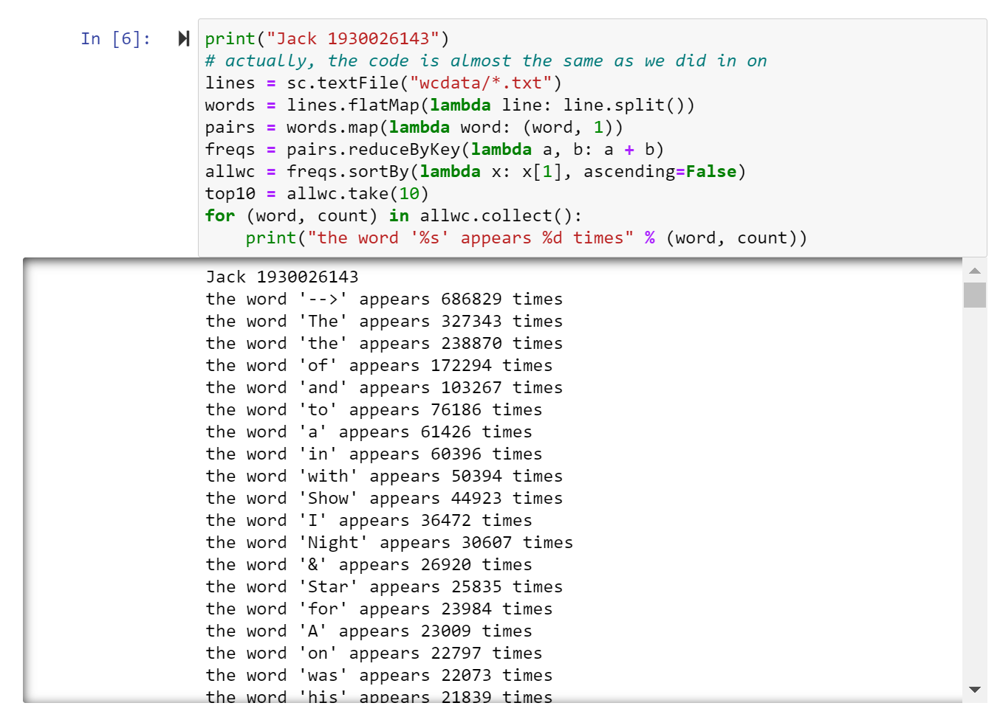 In [6]:
print("Jack 1930026143")
# actually, the code is almost the same as we did in on
lines = sc.textFile("wcdata/*.txt")
words = lines.flatMap(lambda line: line.split())
pairs = words.map(lambda word: (word, 1))
freqs = pairs.reduceByKey(lambda a, b: a + b)
allwc = freqs.sortBy(lambda x: x[1], ascending=False)
top10 = allwc.take(10)
for (word, count) in allwc.collect():
    print("the word '%s' appears %d times" % (word, count))
Jack 1930026143
the word '-->' appears 686829 times
the word 'The' appears 327343 times
the word 'the' appears 238870 times
the word 'of' appears 172294 times
the word 'and' appears 103267 times
the word 'to' appears 76186 times
the word 'a' appears 61426 times
the word 'in' appears 60396 times
the word 'with' appears 50394 times
the word 'Show' appears 44923 times
the word 'I' appears 36472 times
the word 'Night' appears 30607 times
the word '&' appears 26920 times
the word 'Star' appears 25835 times
the word 'for' appears 23984 times
the word 'A' appears 23009 times
the word 'on' appears 22797 times
the word 'was' appears 22073 times
the word 'his' appears 21839 times